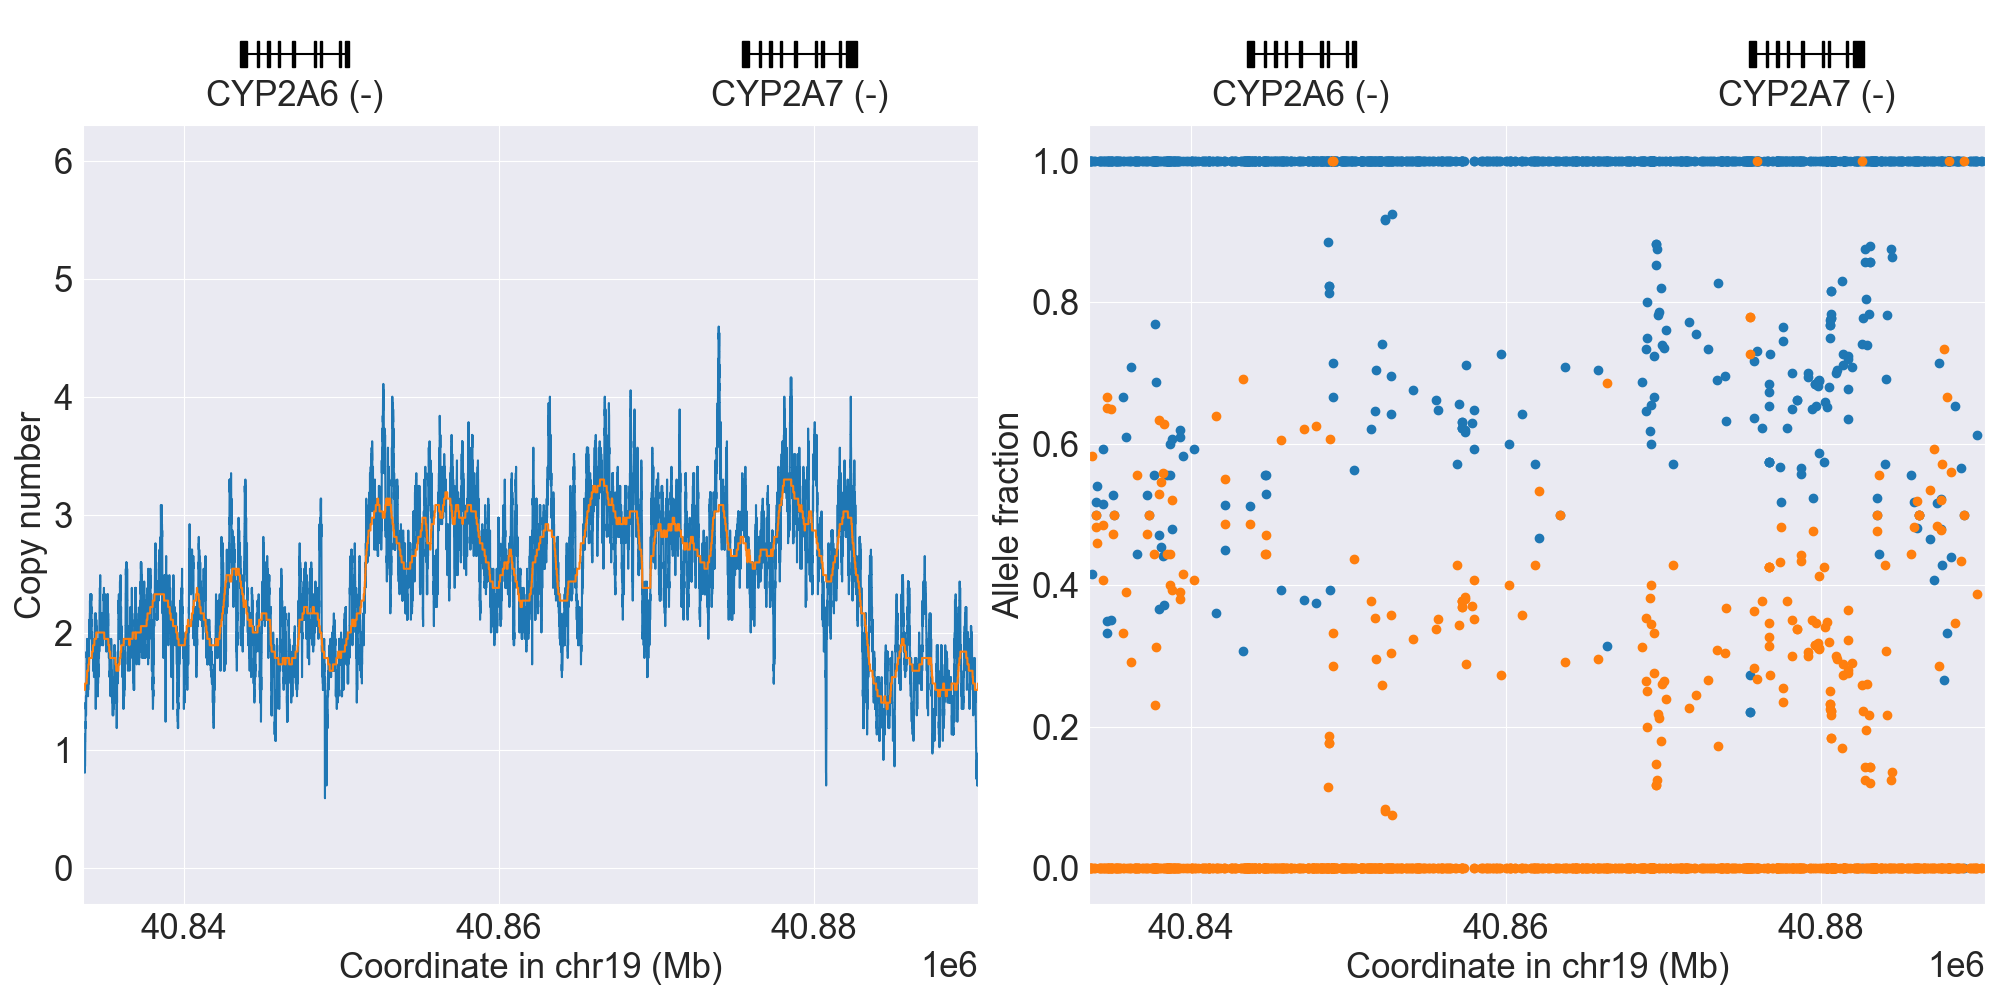 CYP2A6 (-)
CYP2A7 (-)
6
5
4
3
2
1
0
Copy number
40.84
40.86
40.88
Coordinate in chr19 (Mb)
1e6
CYP2A6 (-)
CYP2A7 (-)
1.0
0.8
0.6
0.4
0.2
0.0
Allele fraction
40.84
40.86
40.88
Coordinate in chr19 (Mb)
1e6